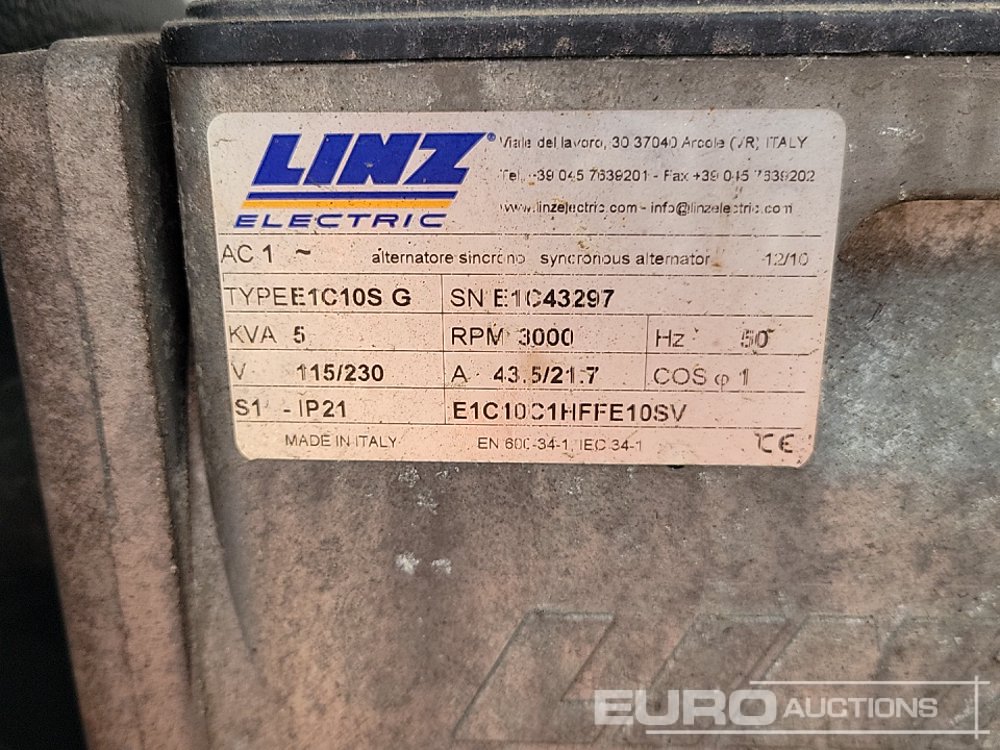 LINZ®
ELECTRIC
Viale del lavoro, 30 37040 Arcole (VR) ITALY
Tel. +39 045 7639201 - Fax +39 045 7639202
www.linzelectric.com - info@linzelectric.com
AC 1 ~ alternatore sincrono syncronous alternator 12/10
TYPE E1C10S G SN E1C43297
KVA 5 RPM 3000 Hz 50
V 115/230 A 43.5/21.7 COS φ 1
S1 - IP21 E1C10C1HFFE10SV
MADE IN ITALY EN 600-34-1, IEC 34-1 CE
LINZ
EURO AUCTIONS